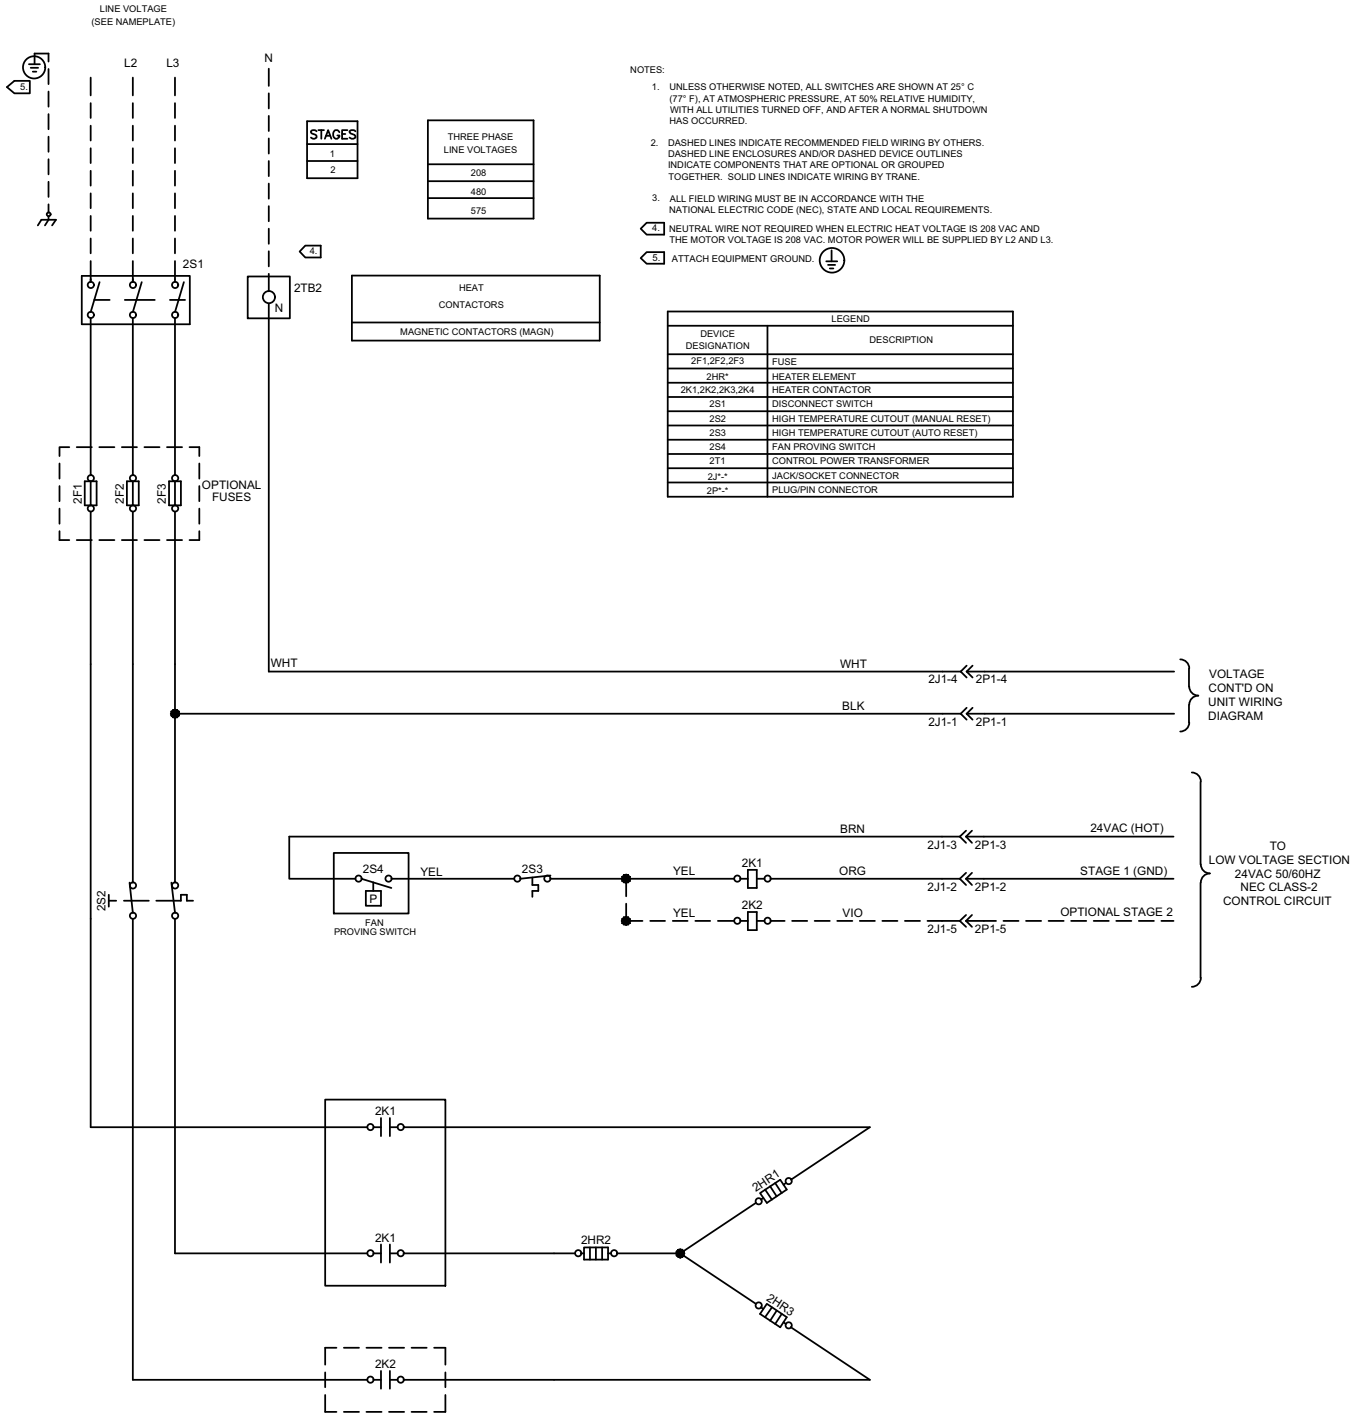 LINE VOLTAGE
(SEE NAMEPLATE)
L2
L3
N
5.
STAGES
1
2
THREE PHASE
LINE VOLTAGES
208
480
575
NOTES:
1. UNLESS OTHERWISE NOTED, ALL SWITCHES ARE SHOWN AT 25° C
(77° F), AT ATMOSPHERIC PRESSURE, AT 50% RELATIVE HUMIDITY,
WITH ALL UTILITIES TURNED OFF, AND AFTER A NORMAL SHUTDOWN
HAS OCCURRED.
2. DASHED LINES INDICATE RECOMMENDED FIELD WIRING BY OTHERS.
DASHED LINE ENCLOSURES AND/OR DASHED DEVICE OUTLINES
INDICATE COMPONENTS THAT ARE OPTIONAL OR GROUPED
TOGETHER. SOLID LINES INDICATE WIRING BY TRANE.
3. ALL FIELD WIRING MUST BE IN ACCORDANCE WITH THE
NATIONAL ELECTRIC CODE (NEC), STATE AND LOCAL REQUIREMENTS.
4. NEUTRAL WIRE NOT REQUIRED WHEN ELECTRIC HEAT VOLTAGE IS 208 VAC AND
THE MOTOR VOLTAGE IS 208 VAC. MOTOR POWER WILL BE SUPPLIED BY L2 AND L3.
5. ATTACH EQUIPMENT GROUND.
4.
2S1
2TB2
N
HEAT
CONTACTORS
MAGNETIC CONTACTORS (MAGN)
LEGEND
DEVICE
DESIGNATION
DESCRIPTION
2F1,2F2,2F3 FUSE
2HR* HEATER ELEMENT
2K1,2K2,2K3,2K4 HEATER CONTACTOR
2S1 DISCONNECT SWITCH
2S2 HIGH TEMPERATURE CUTOUT (MANUAL RESET)
2S3 HIGH TEMPERATURE CUTOUT (AUTO RESET)
2S4 FAN PROVING SWITCH
2T1 CONTROL POWER TRANSFORMER
2J*-* JACK/SOCKET CONNECTOR
2P*-* PLUG/PIN CONNECTOR
2F1
2F2
2F3
OPTIONAL
FUSES
WHT
WHT
2J1-4
2P1-4
BLK
2J1-1
2P1-1
VOLTAGE
CONT'D ON
UNIT WIRING
DIAGRAM
BRN
2J1-3
2P1-3
24VAC (HOT)
2S4
P
FAN
PROVING SWITCH
YEL
2S3
YEL
2K1
ORG
2J1-2
2P1-2
STAGE 1 (GND)
YEL
2K2
VIO
2J1-5
2P1-5
OPTIONAL STAGE 2
TO
LOW VOLTAGE SECTION
24VAC 50/60HZ
NEC CLASS-2
CONTROL CIRCUIT
2S2
2K1
2HR1
2K1
2HR2
2HR3
2K2